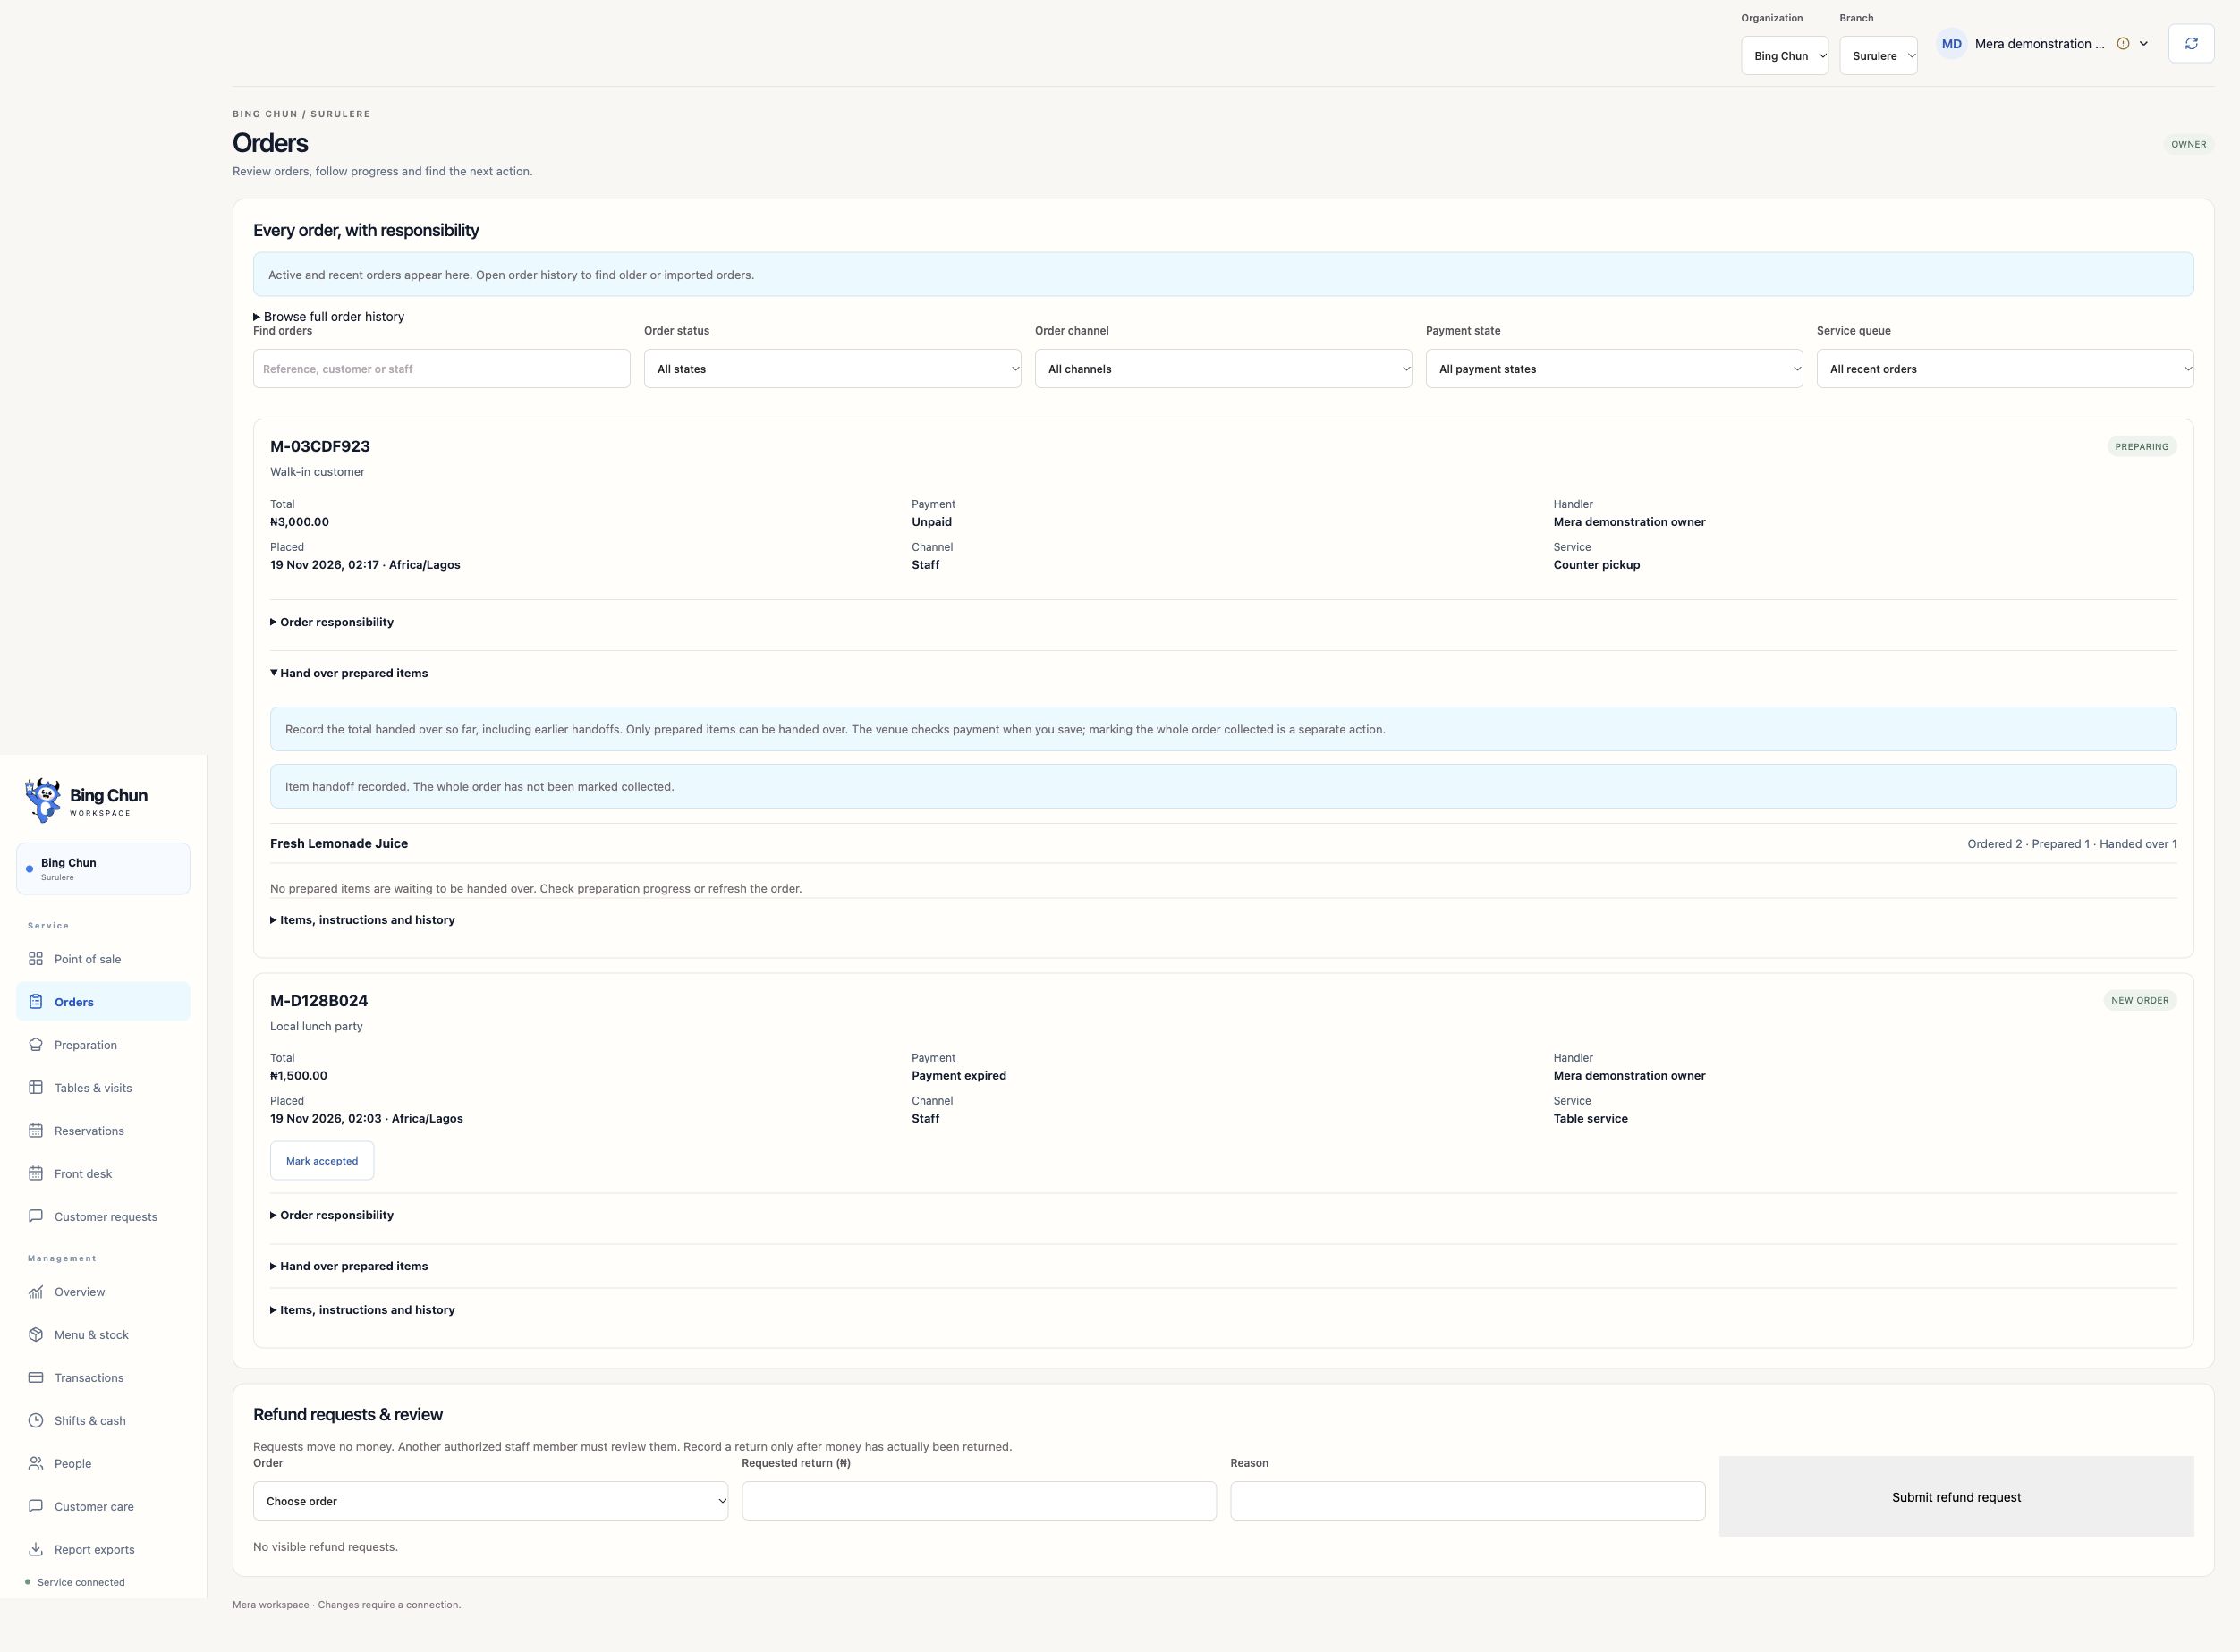 Organization
Branch
Bing Chun
Surulere
MD
Mera demonstration ...
BING CHUN / SURULERE
Orders
OWNER
Review orders, follow progress and find the next action.
Every order, with responsibility
Active and recent orders appear here. Open order history to find older or imported orders.
Browse full order history
Find orders
Order status
Order channel
Payment state
Service queue
Reference, customer or staff
All states
All channels
All payment states
All recent orders
M-03CDF923
PREPARING
Walk-in customer
Total
Payment
Handler
₦3,000.00
Unpaid
Mera demonstration owner
Placed
Channel
Service
19 Nov 2026, 02:17 · Africa/Lagos
Staff
Counter pickup
Order responsibility
Hand over prepared items
Record the total handed over so far, including earlier handoffs. Only prepared items can be handed over. The venue checks payment when you save; marking the whole order collected is a separate action.
Item handoff recorded. The whole order has not been marked collected.
Fresh Lemonade Juice
Ordered 2 · Prepared 1 · Handed over 1
No prepared items are waiting to be handed over. Check preparation progress or refresh the order.
Items, instructions and history
M-D128B024
NEW ORDER
Local lunch party
Total
Payment
Handler
₦1,500.00
Payment expired
Mera demonstration owner
Placed
Channel
Service
19 Nov 2026, 02:03 · Africa/Lagos
Staff
Table service
Mark accepted
Order responsibility
Hand over prepared items
Items, instructions and history
Refund requests & review
Requests move no money. Another authorized staff member must review them. Record a return only after money has actually been returned.
Order
Requested return (₦)
Reason
Choose order
Submit refund request
No visible refund requests.
Mera workspace · Changes require a connection.
Bing Chun
WORKSPACE
Bing Chun
Surulere
Service
Point of sale
Orders
Preparation
Tables & visits
Reservations
Front desk
Customer requests
Management
Overview
Menu & stock
Transactions
Shifts & cash
People
Customer care
Report exports
Service connected